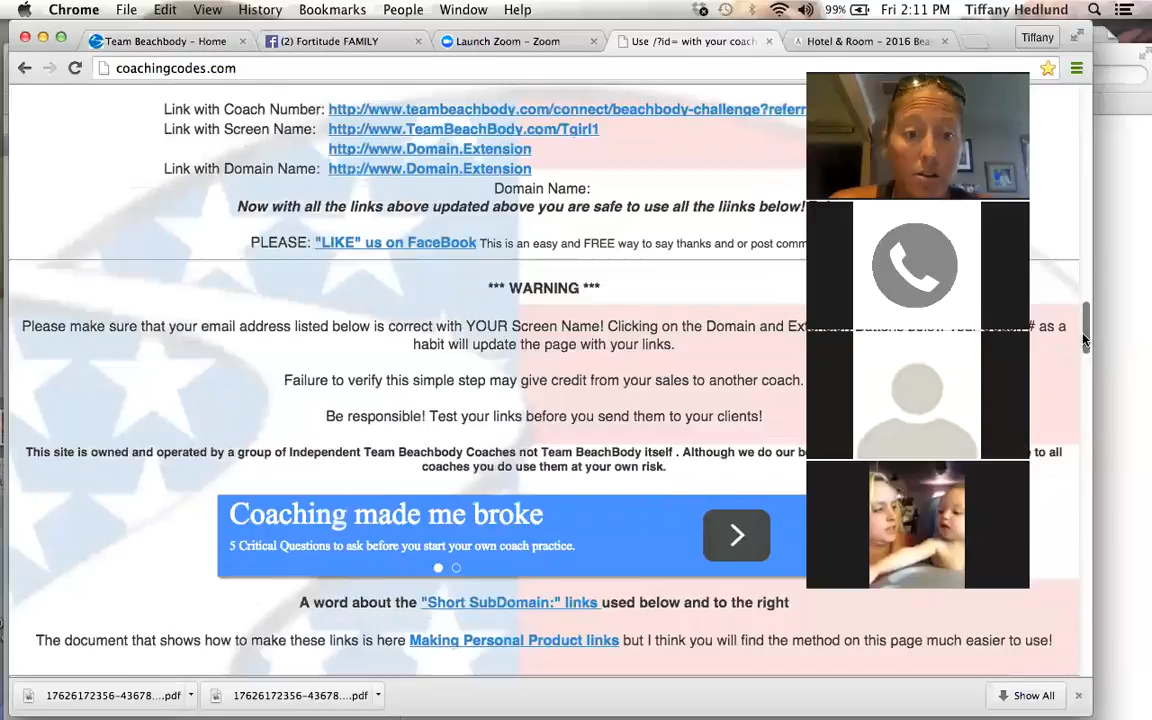 Chrome File Edit View History Bookmarks People Window Help 99% Fri 2:11 PM Tiffany Hedlund
Team Beachbody - Home (2) Fortitude FAMILY Launch Zoom - Zoom Use /?id= with your coach Hotel & Room – 2016 Bea Tiffany
coachingcodes.com
Link with Coach Number: http://www.teambeachbody.com/connect/beachbody-challenge?referr
Link with Screen Name: http://www.TeamBeachBody.com/Tgirl1
http://www.Domain.Extension
Link with Domain Name: http://www.Domain.Extension
Domain Name:
Now with all the links above updated above you are safe to use all the liinks below!
PLEASE: "LIKE" us on FaceBook This is an easy and FREE way to say thanks and or post comm
*** WARNING ***
Please make sure that your email address listed below is correct with YOUR Screen Name! Clicking on the Domain and # as a
habit will update the page with your links.
Failure to verify this simple step may give credit from your sales to another coach.
Be responsible! Test your links before you send them to your clients!
This site is owned and operated by a group of Independent Team Beachbody Coaches not Team BeachBody itself . Although we do our b to all
coaches you do use them at your own risk.
Coaching made me broke
5 Critical Questions to ask before you start your own coach practice.
A word about the "Short SubDomain:" links used below and to the right
The document that shows how to make these links is here Making Personal Product links but I think you will find the method on this page much easier to use!
17626172356-43678....pdf 17626172356-43678....pdf Show All